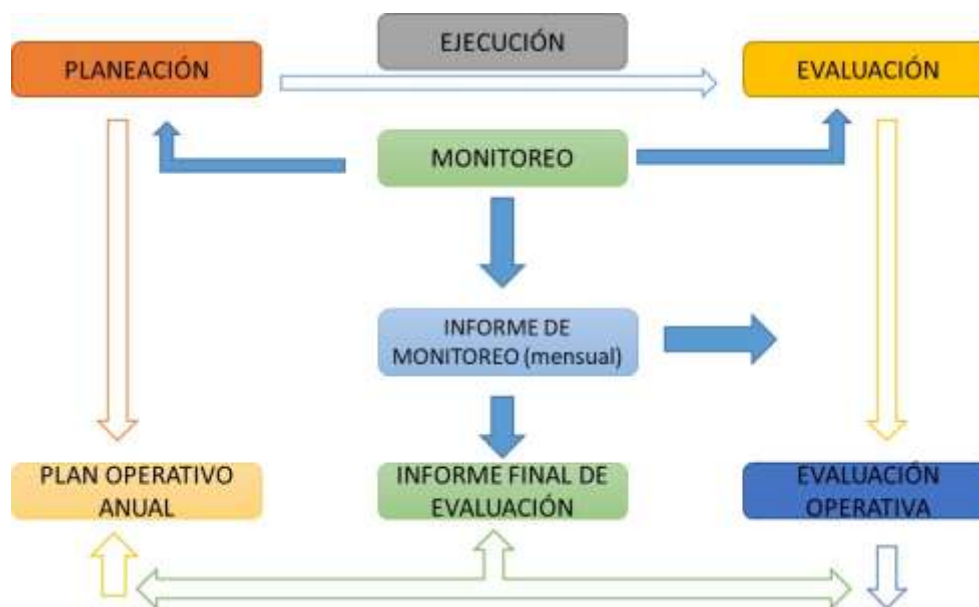 EJECUCIÓN
PLANEACIÓN
EVALUACIÓN
MONITOREO
INFORME DE
MONITOREO (mensual)
PLAN OPERATIVO
ANUAL
INFORME FINAL DE
EVALUACIÓN
EVALUACIÓN
OPERATIVA